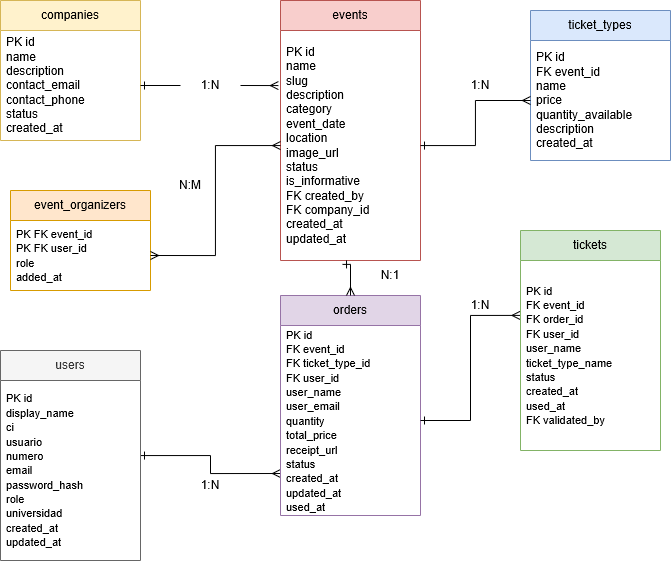 companies
PK id
name
description
contact_email
contact_phone
status
created_at
1:N
events
PK id
name
slug
description
category
event_date
location
image_url
status
is_informative
FK created_by
FK company_id
created_at
updated_at
1:N
ticket_types
PK id
FK event_id
name
price
quantity_available
description
created_at
N:M
event_organizers
PK FK event_id
PK FK user_id
role
added_at
N:1
orders
PK id
FK event_id
FK ticket_type_id
FK user_id
user_name
user_email
quantity
total_price
receipt_url
status
created_at
updated_at
used_at
1:N
tickets
PK id
FK event_id
FK order_id
FK user_id
user_name
ticket_type_name
status
created_at
used_at
FK validated_by
users
PK id
display_name
ci
usuario
numero
email
password_hash
role
universidad
created_at
updated_at
1:N